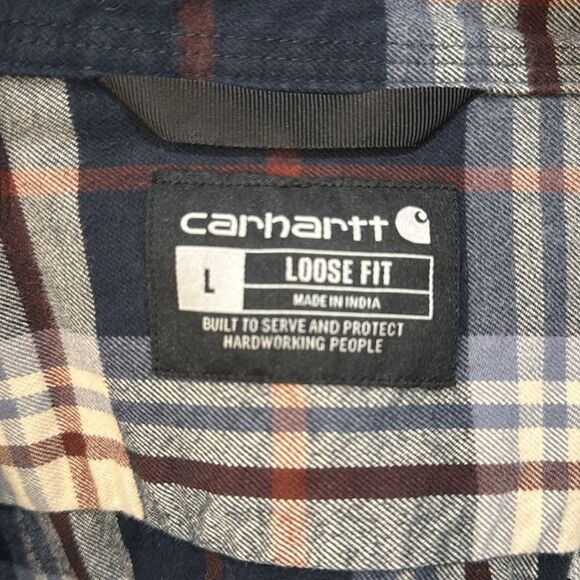 carhartt
L LOOSE FIT
MADE IN INDIA
BUILT TO SERVE AND PROTECT
HARDWORKING PEOPLE